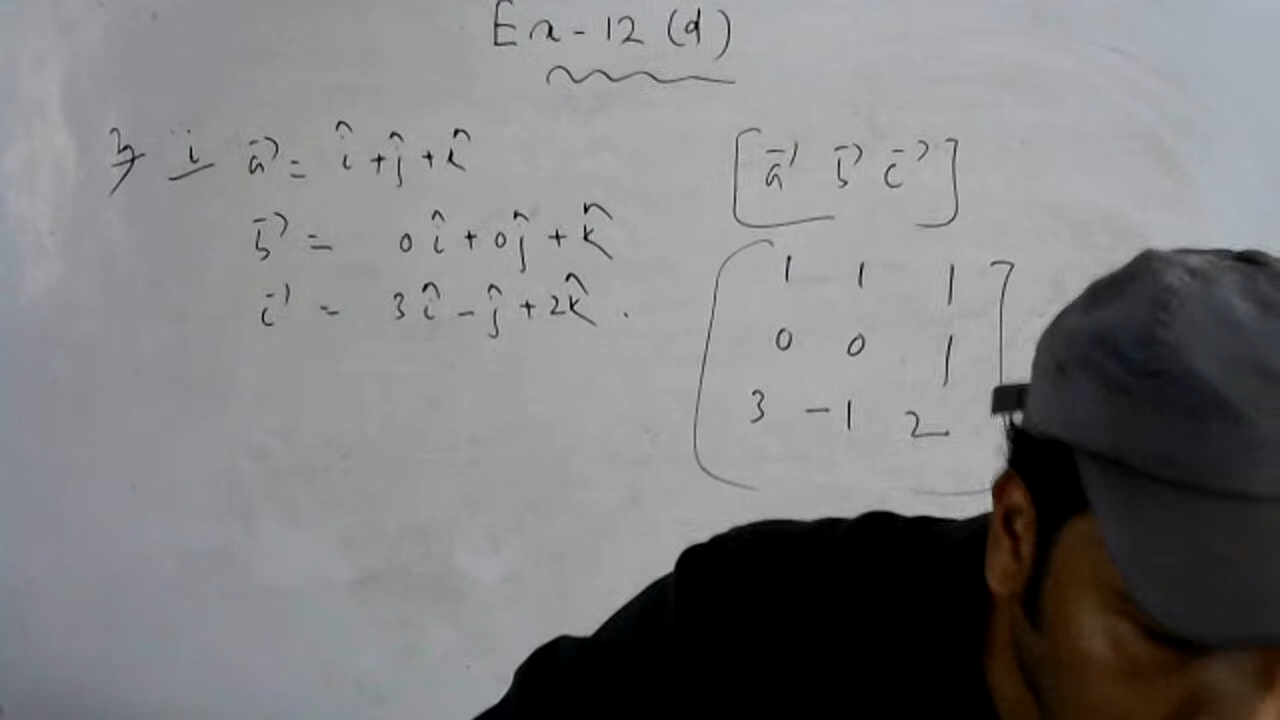 Ex-12 (d)
3 i a⃗ = î + ĵ + k̂
b⃗ = 0î + 0ĵ + k̂
c⃗ = 3î - ĵ + 2k̂ .
[a⃗ b⃗ c⃗]
1 1 1
0 0 1
3 -1 2